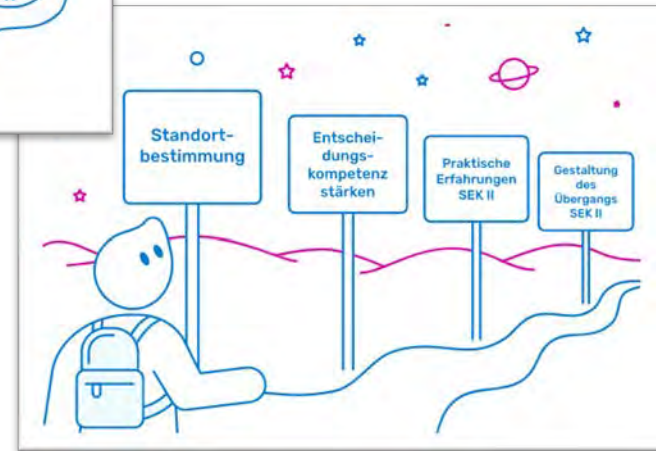 Standort-
bestimmung
Entschei-
dungs-
kompetenz
stärken
Praktische
Erfahrungen
SEK II
Gestaltung
des
Übergangs
SEK II